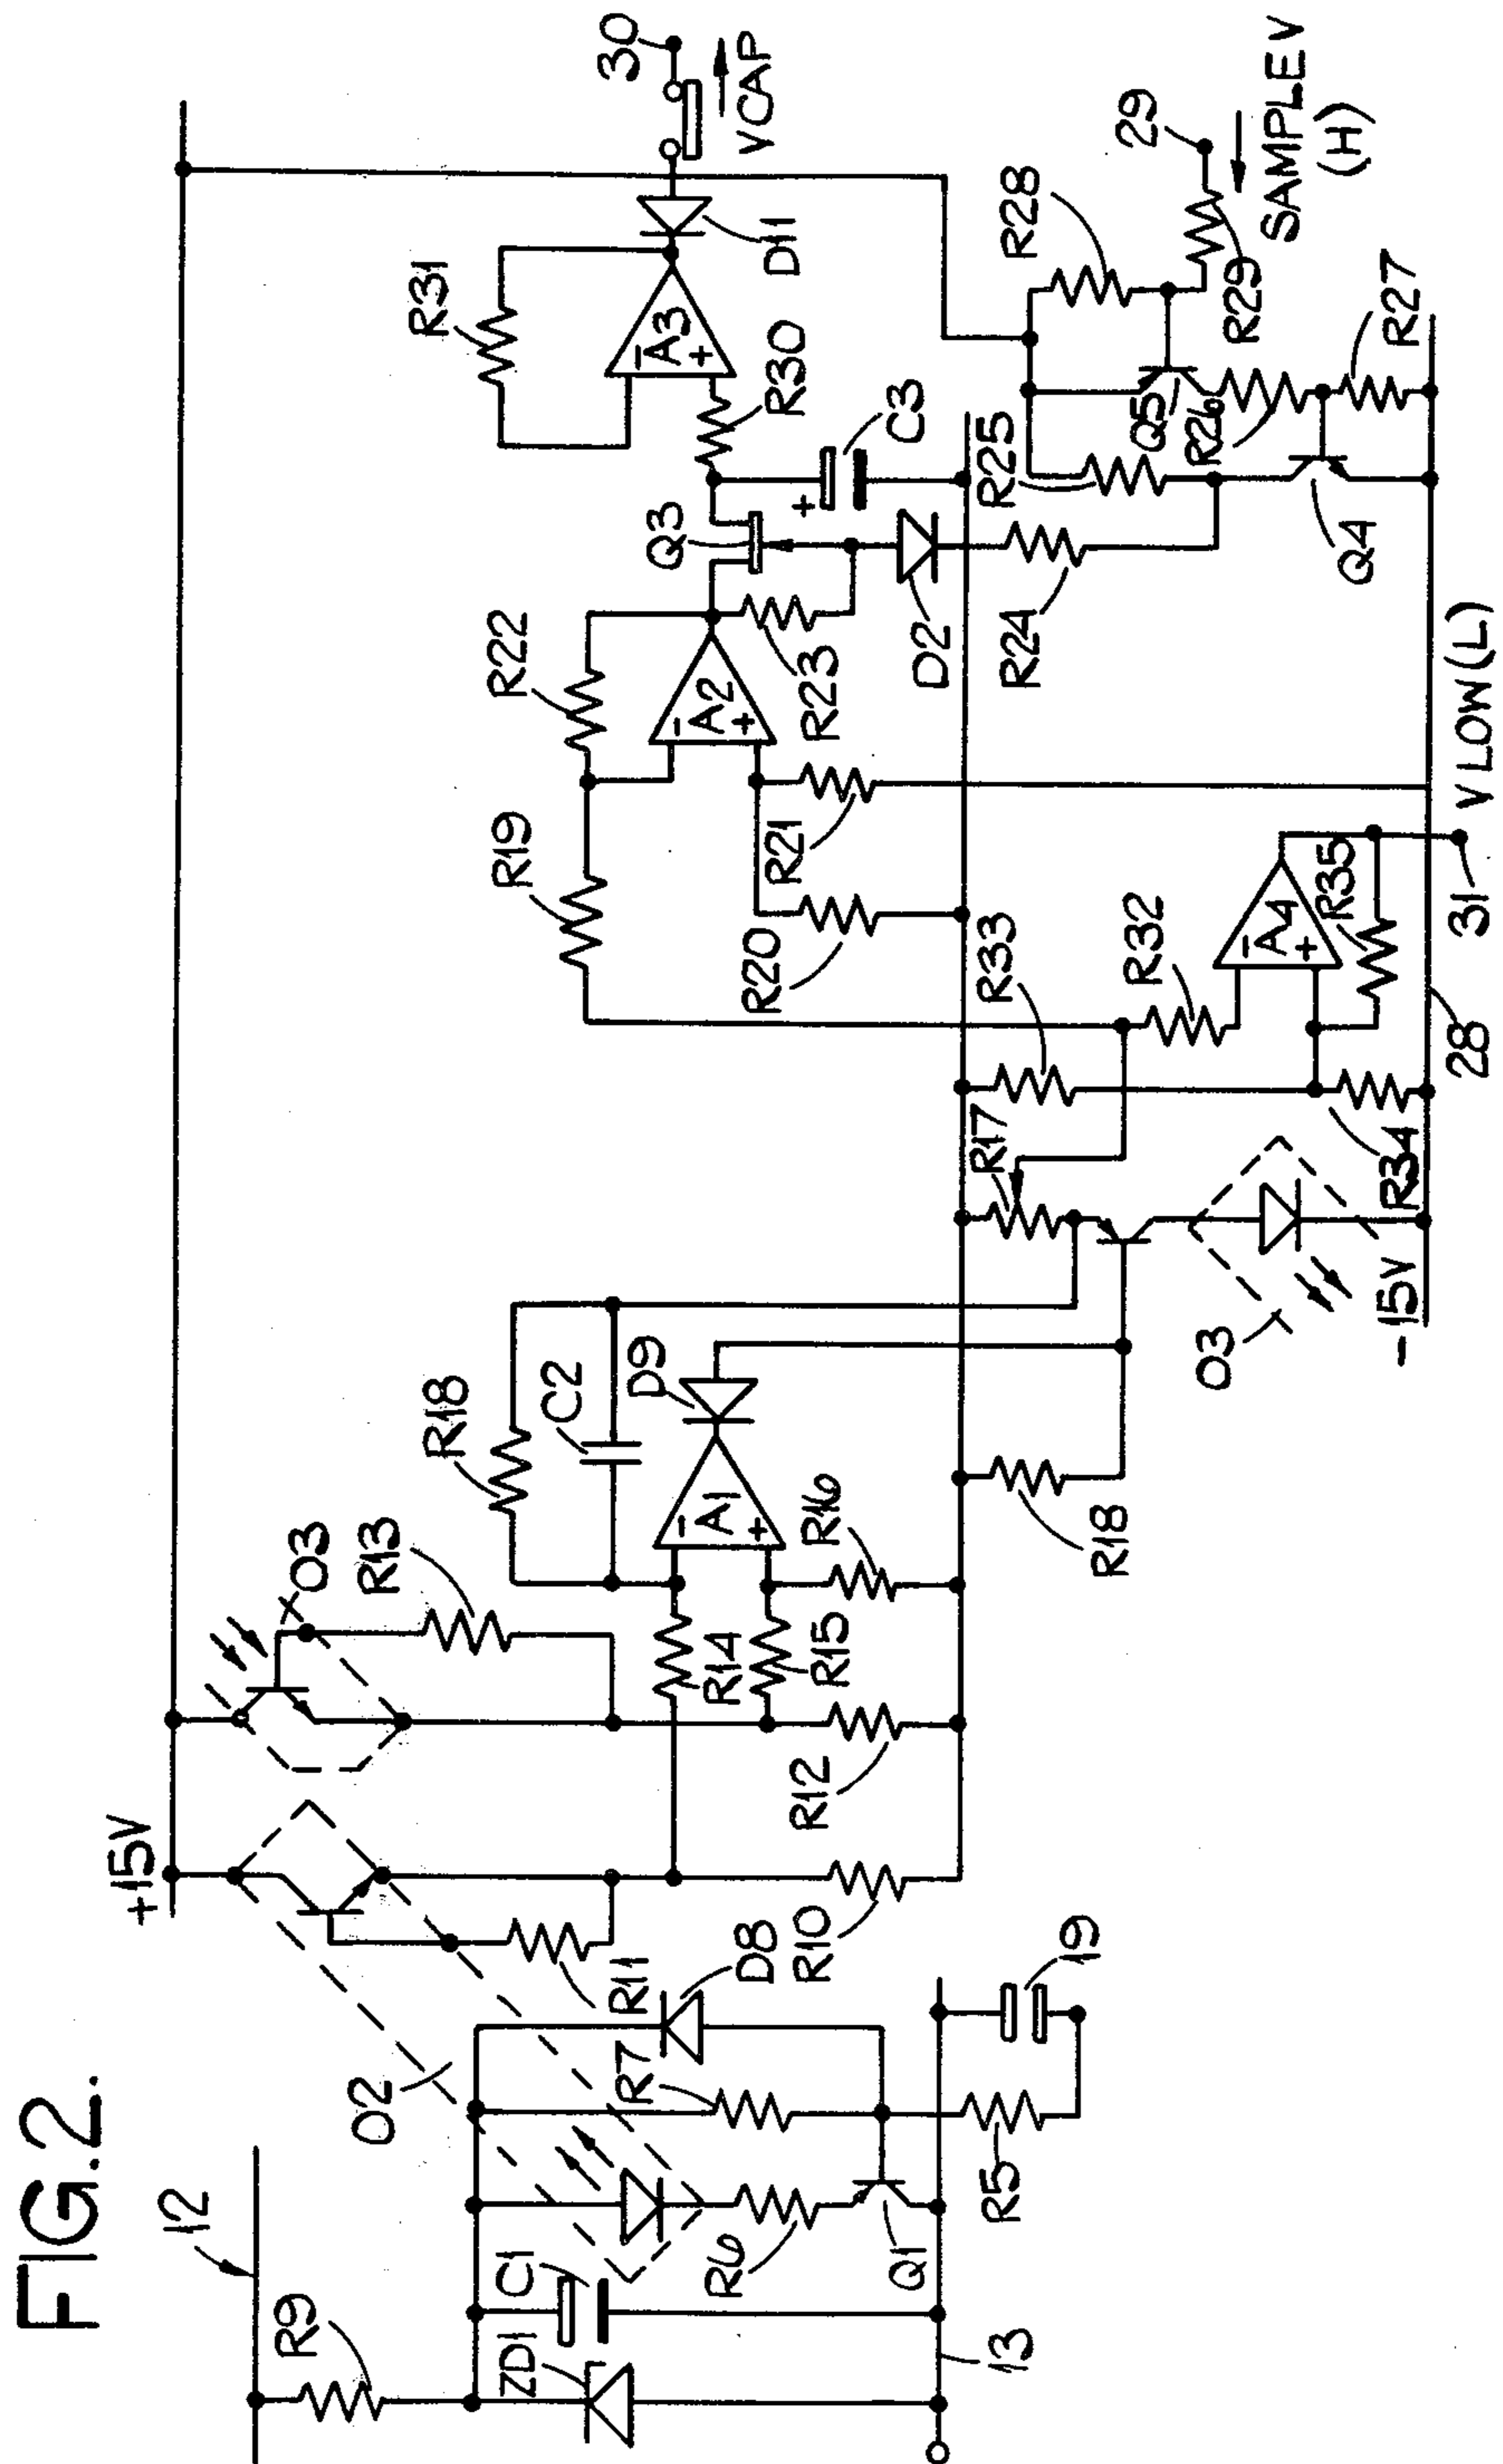 FIG.2.
12
R9
ZD1
C1
13
R6
Q1
R5
19
R7
D8
O2
R11
R10
+15V
R12
O3
R13
R14
R15
R16
R18
C2
D9
A1
− +
R18
O3
−15V
R17
R33
R34
R32
A4
− +
R35
28
31
V LOW(L)
R19
R20
R21
R22
A2
− +
R23
Q3
D2
R24
R25
C3
+
R30
R31
A3
− +
D11
30
VCAP
R28
29
SAMPLE V
(H)
R29
Q5
R26
R27
Q4